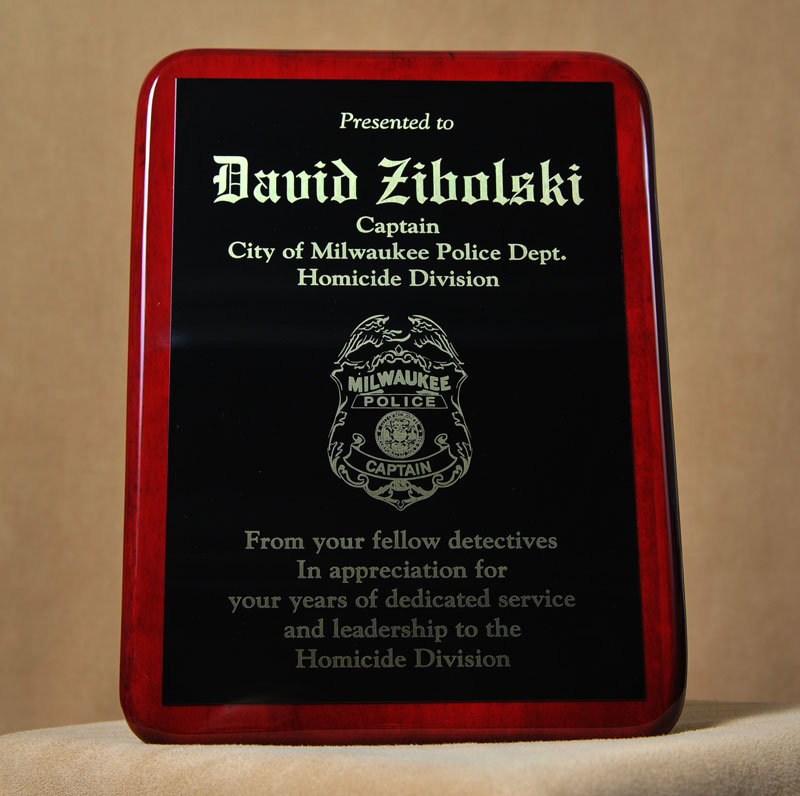 Presented to
David Zibolski
Captain
City of Milwaukee Police Dept.
Homicide Division
MILWAUKEE
POLICE
CAPTAIN
From your fellow detectives
In appreciation for
your years of dedicated service
and leadership to the
Homicide Division